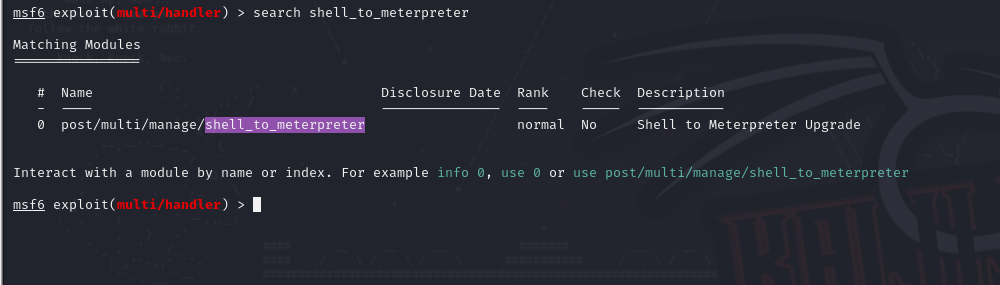 msf6 exploit(multi/handler) > search shell_to_meterpreter
Matching Modules
================
#  Name                                     Disclosure Date  Rank    Check  Description
-  ----                                     ---------------  ----    -----  -----------
0  post/multi/manage/shell_to_meterpreter                    normal  No     Shell to Meterpreter Upgrade
Interact with a module by name or index. For example info 0, use 0 or use post/multi/manage/shell_to_meterpreter
msf6 exploit(multi/handler) >